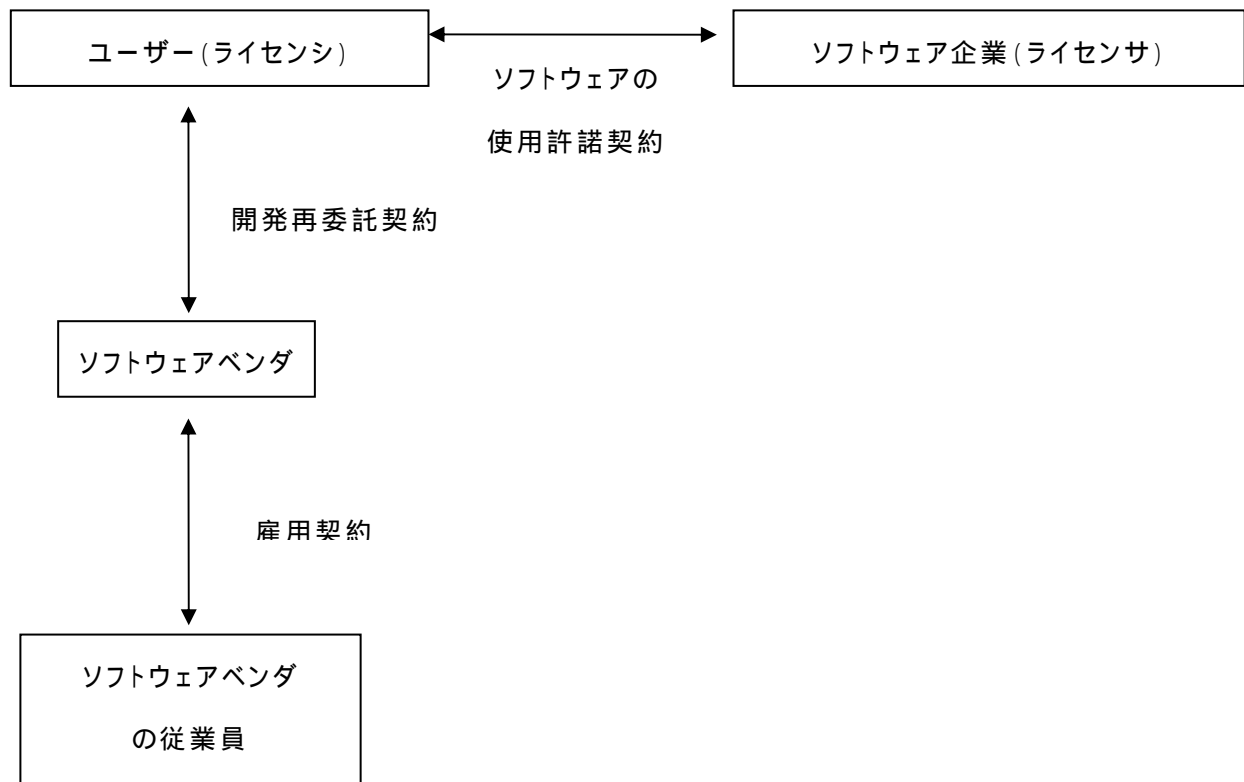 ユーザー(ライセンシ)
ソフトウェア企業(ライセンサ)
ソフトウェアの
使用許諾契約
開発再委託契約
ソフトウェアベンダ
雇用契約
ソフトウェアベンダ
の従業員